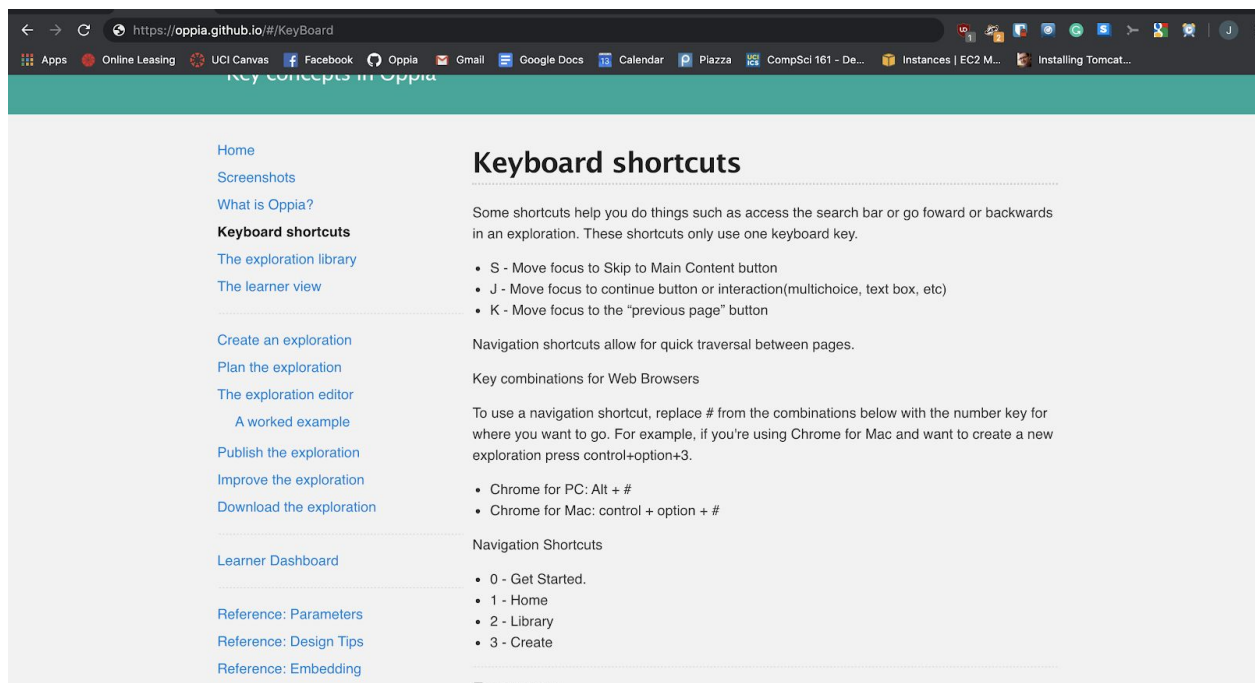 https://oppia.github.io/#/KeyBoard
1
2
J
Apps
Online Leasing
UCI Canvas
Facebook
Oppia
Gmail
Google Docs
13
Calendar
Piazza
UCI ICS
CompSci 161 - De...
Instances | EC2 M...
Installing Tomcat...
Key concepts in Oppia
Home
Screenshots
What is Oppia?
Keyboard shortcuts
The exploration library
The learner view
Create an exploration
Plan the exploration
The exploration editor
A worked example
Publish the exploration
Improve the exploration
Download the exploration
Learner Dashboard
Reference: Parameters
Reference: Design Tips
Reference: Embedding
Keyboard shortcuts
Some shortcuts help you do things such as access the search bar or go foward or backwards
in an exploration. These shortcuts only use one keyboard key.
• S - Move focus to Skip to Main Content button
• J - Move focus to continue button or interaction(multichoice, text box, etc)
• K - Move focus to the “previous page” button
Navigation shortcuts allow for quick traversal between pages.
Key combinations for Web Browsers
To use a navigation shortcut, replace # from the combinations below with the number key for
where you want to go. For example, if you're using Chrome for Mac and want to create a new
exploration press control+option+3.
• Chrome for PC: Alt + #
• Chrome for Mac: control + option + #
Navigation Shortcuts
• 0 - Get Started.
• 1 - Home
• 2 - Library
• 3 - Create